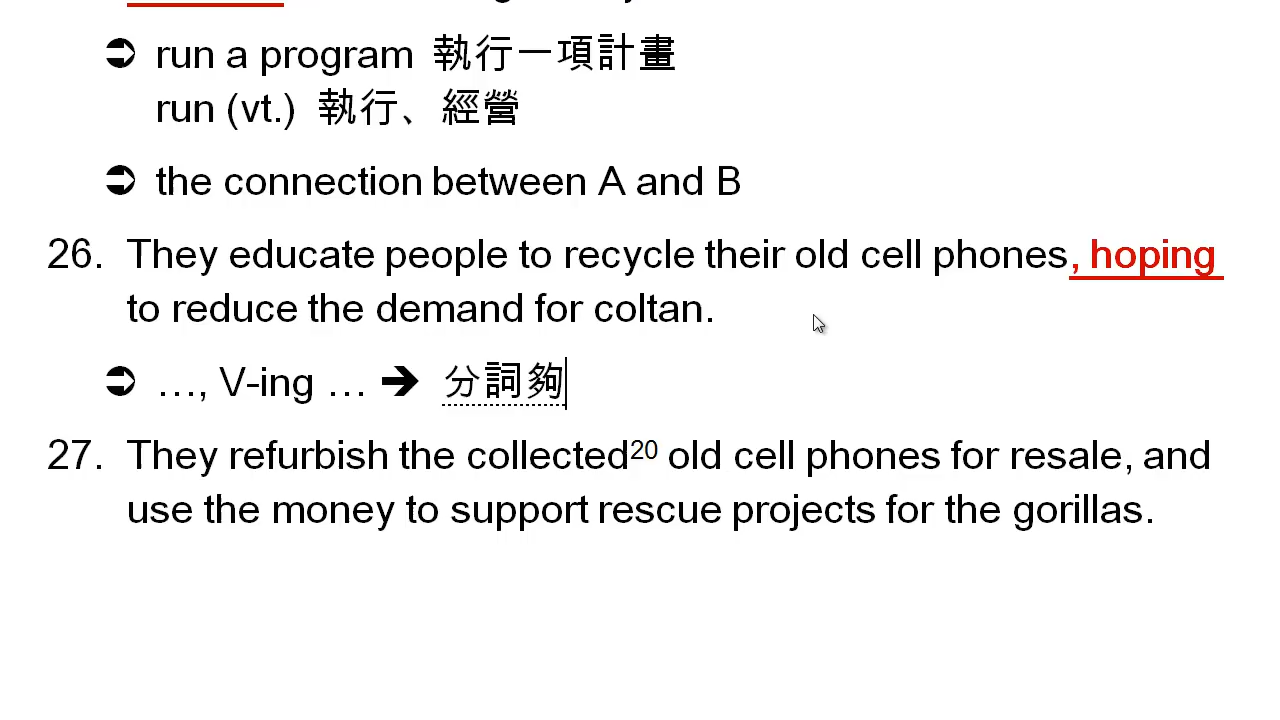 ➲ run a program 執行一項計畫
run (vt.) 執行、經營
➲ the connection between A and B
26. They educate people to recycle their old cell phones, hoping
to reduce the demand for coltan.
➲ …, V-ing … ➔ 分詞夠
27. They refurbish the collected20 old cell phones for resale, and
use the money to support rescue projects for the gorillas.